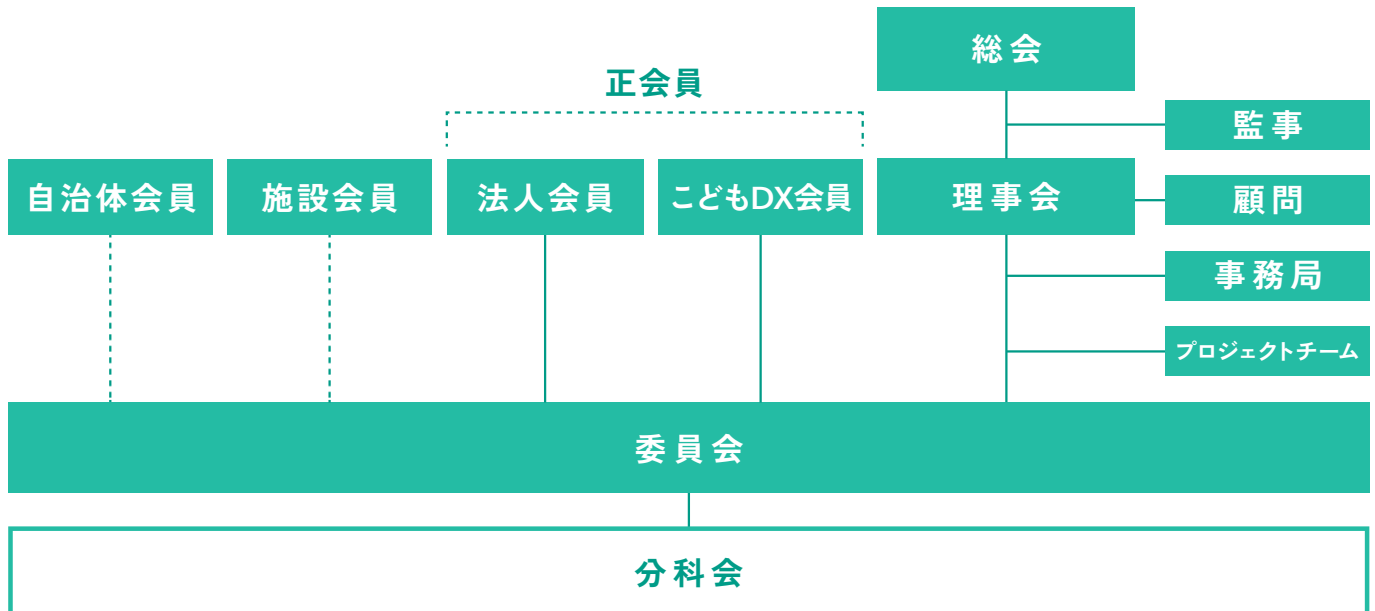 総会
正会員
監事
自治体会員
施設会員
法人会員
こどもDX会員
理事会
顧問
事務局
プロジェクトチーム
委員会
分科会